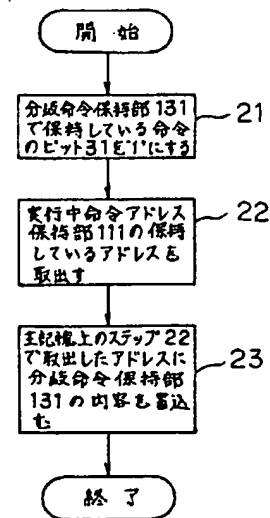 開始
分岐命令保持部131
で保持している命令
のビット31を"1"にする
21
実行中命令アドレス
保持部111の保持
しているアドレスを
取出す
22
主記憶上のステップ22
で取出したアドレスに
分岐命令保持部
131の内容を書込
む
23
終了